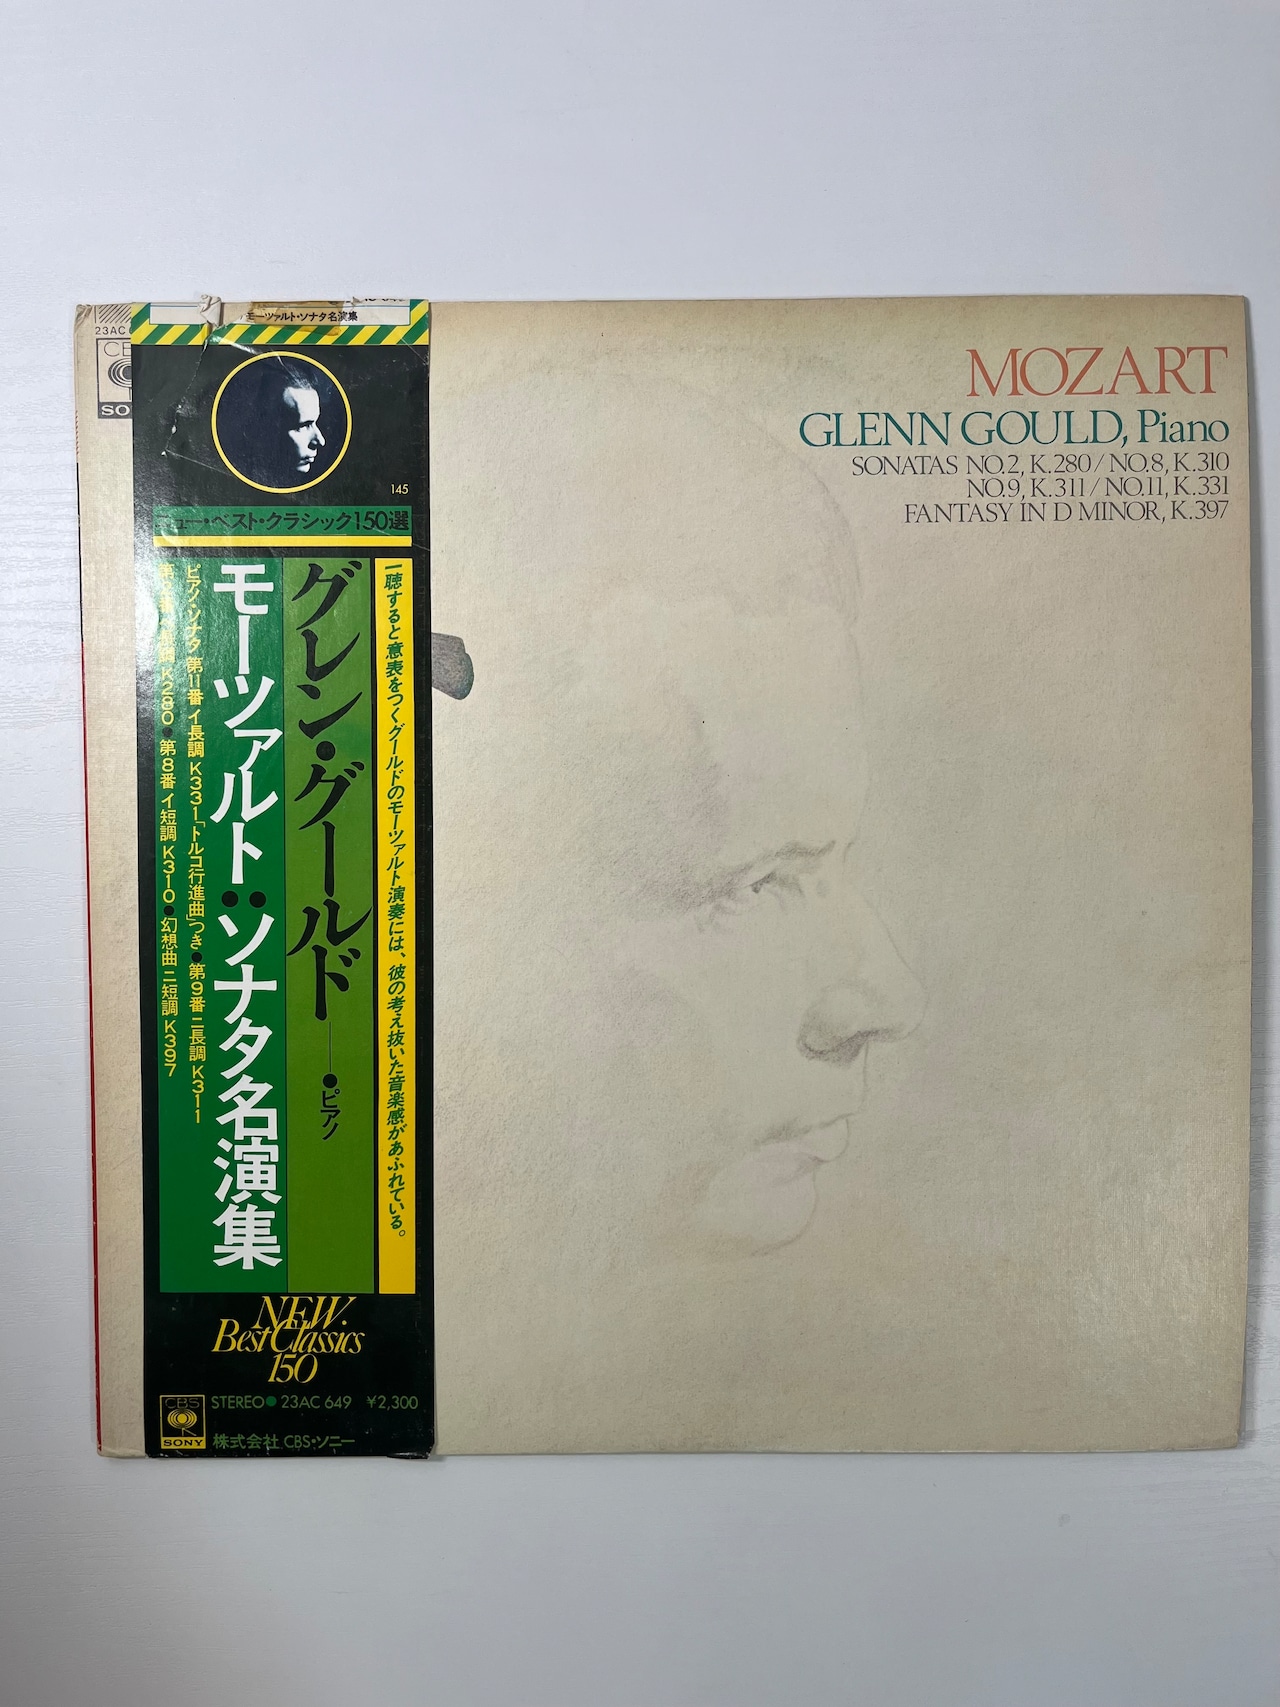 23AC
CBS
SONY
モーツァルト・ソナタ名演集
145
ニュー・ベスト・クラシック150選
一聴すると意表をつくグールドのモーツァルト演奏には、彼の考え抜いた音楽感があふれている。
グレン・グールド──●ピアノ
モーツァルト:ソナタ名演集
ピアノ・ソナタ 第11番 イ長調 K331「トルコ行進曲」つき●第9番 ニ長調 K311
K280●第8番 イ短調 K310●幻想曲 ニ短調 K397
NEW.
Best Classics
150
CBS
SONY
STEREO● 23AC 649 ¥2,300
株式会社 CBS・ソニー
MOZART
GLENN GOULD, Piano
SONATAS NO.2, K.280/NO.8, K.310
NO.9, K.311/NO.11, K.331
FANTASY IN D MINOR, K.397